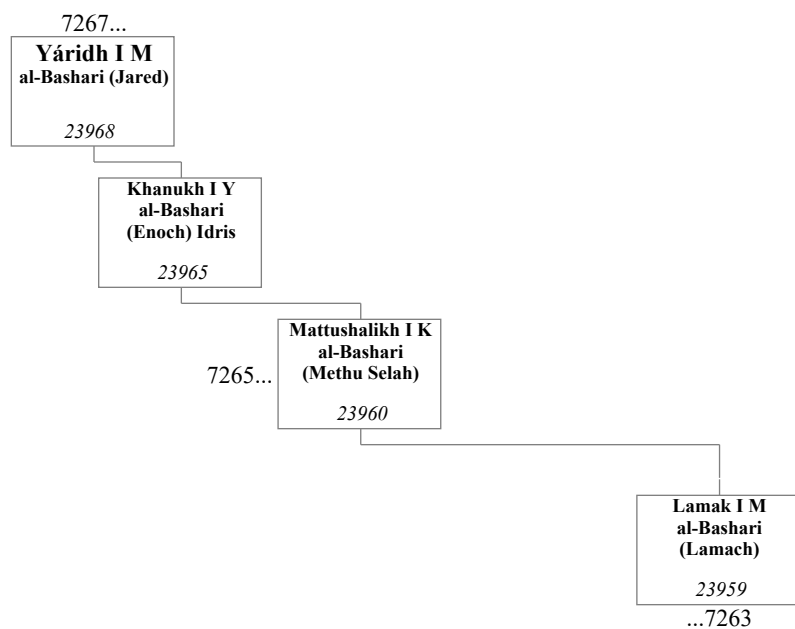 7267...
Yáridh I M
al-Bashari (Jared)
23968
Khanukh I Y
al-Bashari
(Enoch) Idris
23965
Mattushalikh I K
al-Bashari
(Methu Selah)
7265...
23960
Lamak I M
al-Bashari
(Lamach)
23959
...7263